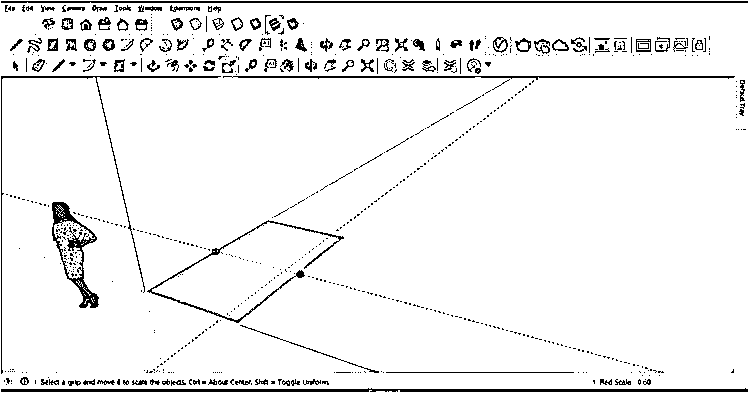 File Edit View Camera Draw Tools Window Extensions Help
Default Tray
Select a grip and move it to scale the objects. Ctrl = About Center, Shift = Toggle Uniform.
Red Scale 0.60